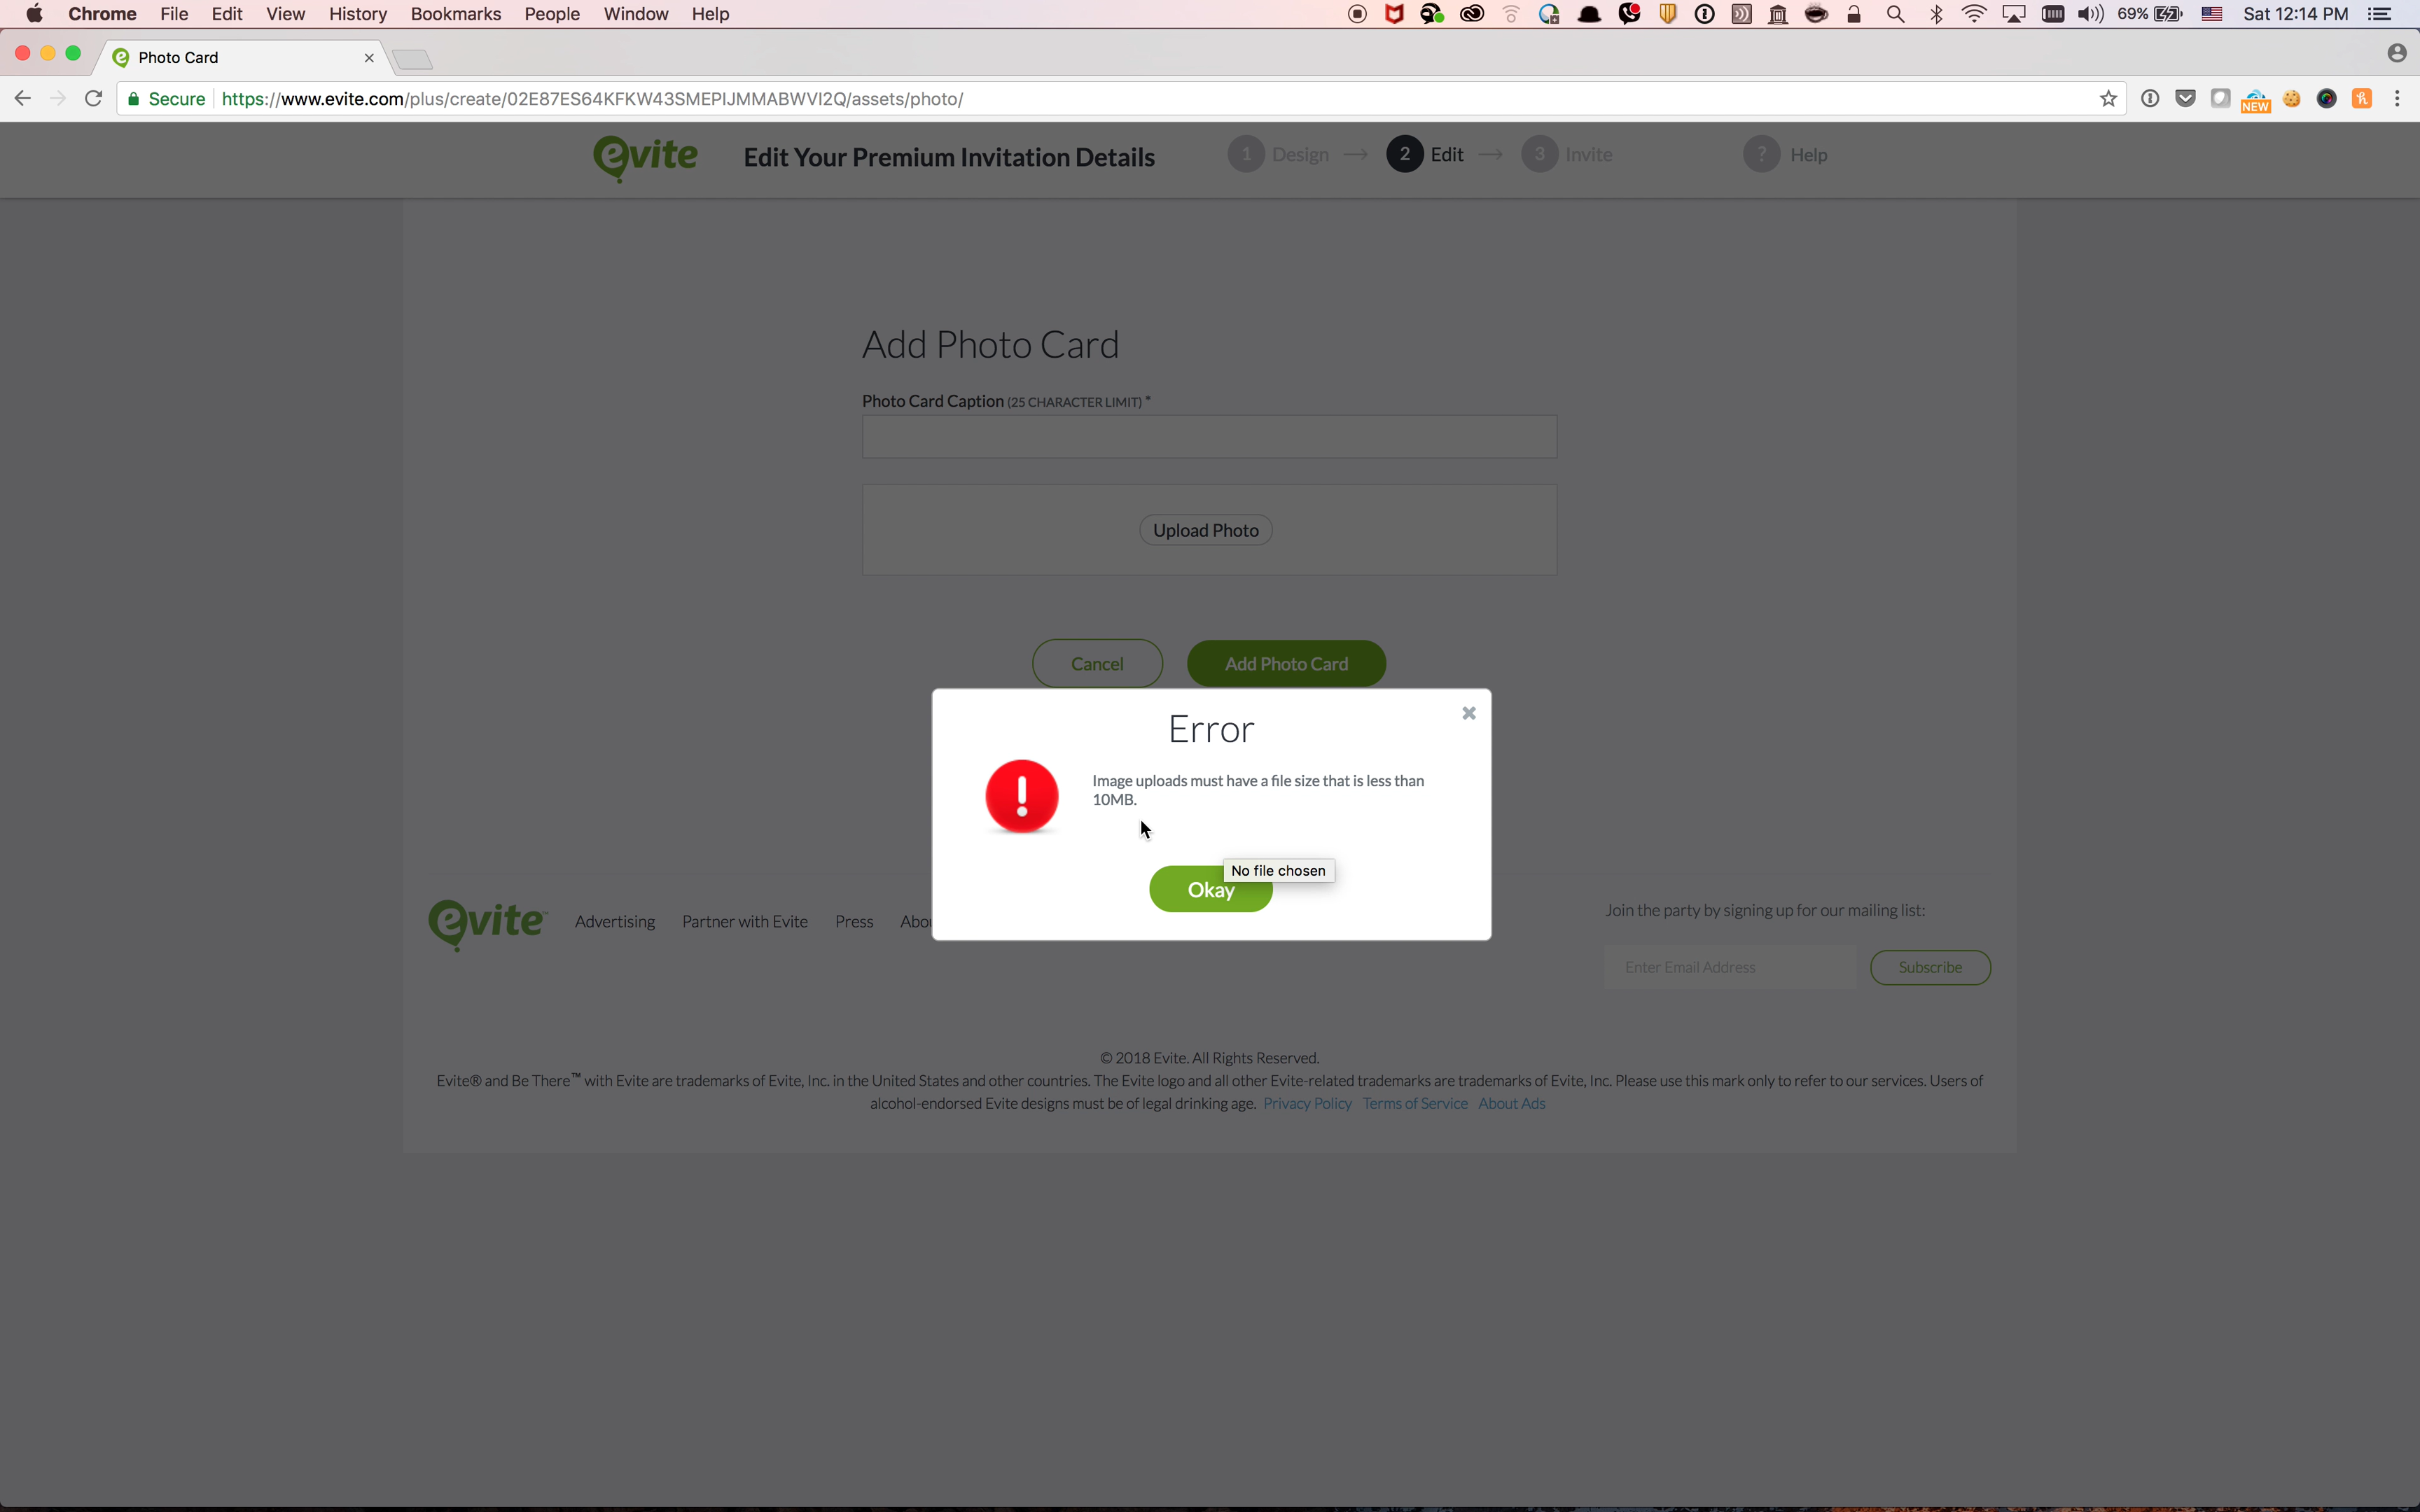 Chrome File Edit View History Bookmarks People Window Help 69% Sat 12:14 PM
Photo Card
Secure https://www.evite.com/plus/create/02E87ES64KFKW43SMEPIJMMABWVI2Q/assets/photo/ NEW
evite Edit Your Premium Invitation Details 1 Design → 2 Edit → 3 Invite ? Help
Add Photo Card
Photo Card Caption (25 CHARACTER LIMIT) *
Upload Photo
Cancel Add Photo Card
Error
Image uploads must have a file size that is less than
10MB.
No file chosen
Okay
evite™ Advertising Partner with Evite Press
Join the party by signing up for our mailing list:
Enter Email Address Subscribe
© 2018 Evite. All Rights Reserved.
Evite® and Be There™ with Evite are trademarks of Evite, Inc. in the United States and other countries. The Evite logo and all other Evite-related trademarks are trademarks of Evite, Inc. Please use this mark only to refer to our services. Users of
alcohol-endorsed Evite designs must be of legal drinking age. Privacy Policy Terms of Service About Ads